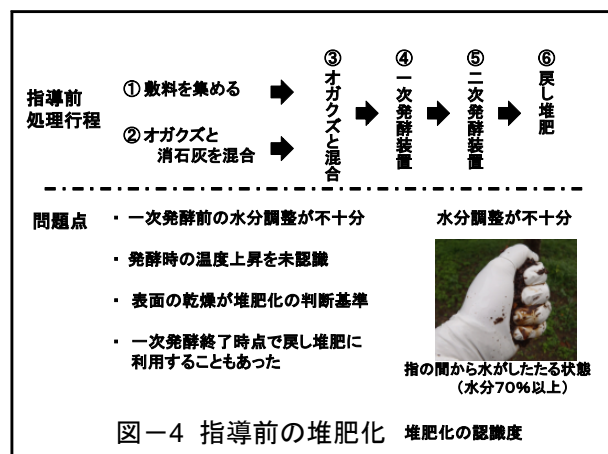 指導前
処理行程
① 敷料を集める
② オガクズと
消石灰を混合
③オガクズと混合
④一次発酵装置
⑤二次発酵装置
⑥戻し堆肥
問題点
・ 一次発酵前の水分調整が不十分
・ 発酵時の温度上昇を未認識
・ 表面の乾燥が堆肥化の判断基準
・ 一次発酵終了時点で戻し堆肥に
利用することもあった
水分調整が不十分
指の間から水がしたたる状態
(水分70%以上)
図-4 指導前の堆肥化 堆肥化の認識度